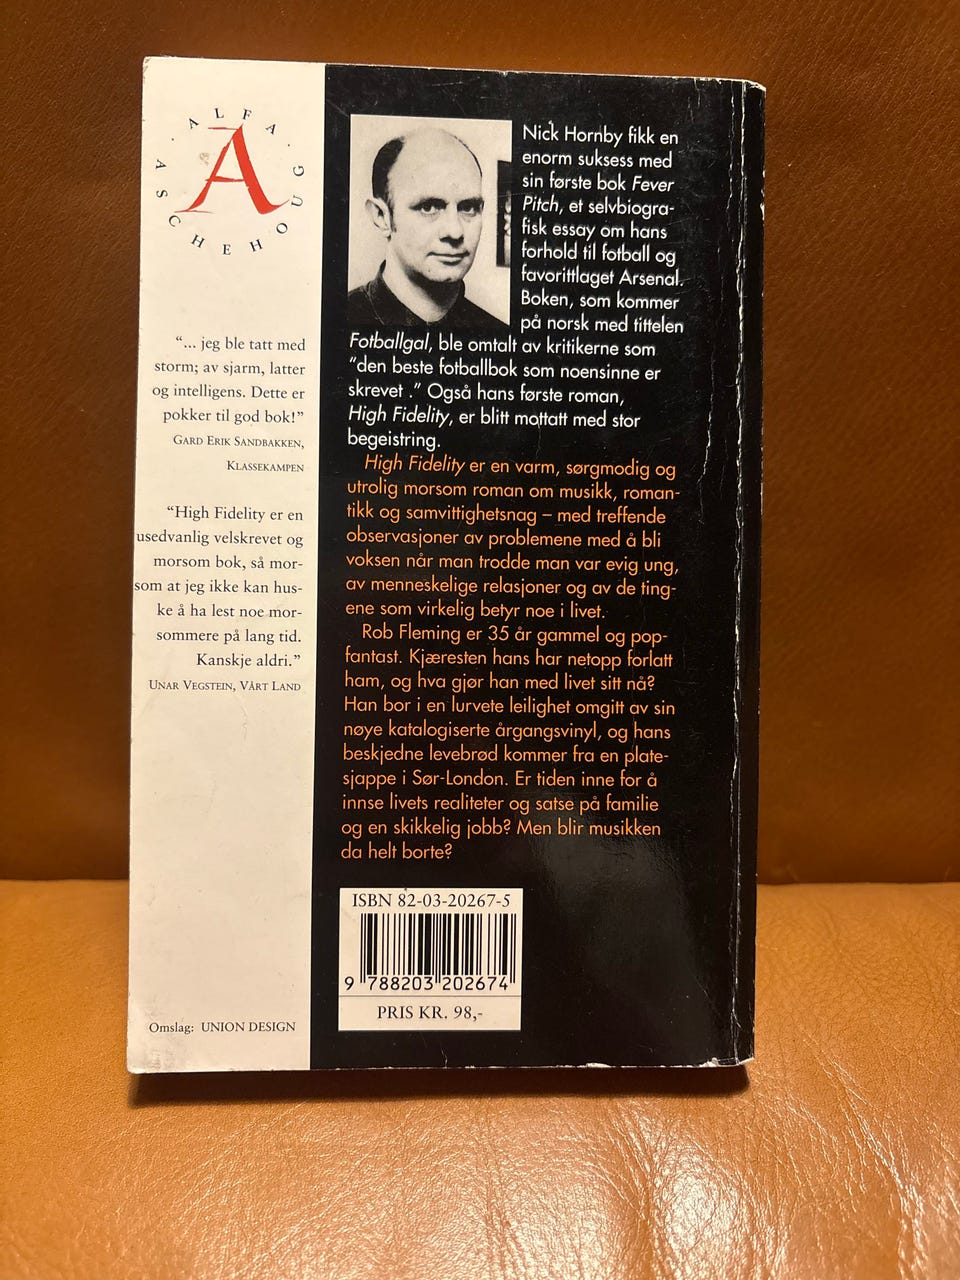 ALFA · ASCHEHOUG ·
A
“... jeg ble tatt med
storm; av sjarm, latter
og intelligens. Dette er
pokker til god bok!”
GARD ERIK SANDBAKKEN,
KLASSEKAMPEN
“High Fidelity er en
usedvanlig velskrevet og
morsom bok, så mor-
som at jeg ikke kan hus-
ke å ha lest noe mor-
sommere på lang tid.
Kanskje aldri.”
UNAR VEGSTEIN, VÅRT LAND
Omslag: UNION DESIGN
Nick Hornby fikk en
enorm suksess med
sin første bok Fever
Pitch, et selvbiogra-
fisk essay om hans
forhold til fotball og
favorittlaget Arsenal.
Boken, som kommer
på norsk med tittelen
Fotballgal, ble omtalt av kritikerne som
“den beste fotballbok som noensinne er
skrevet .” Også hans første roman,
High Fidelity, er blitt mottatt med stor
begeistring.
High Fidelity er en varm, sørgmodig og
utrolig morsom roman om musikk, roman-
tikk og samvittighetsnag – med treffende
observasjoner av problemene med å bli
voksen når man trodde man var evig ung,
av menneskelige relasjoner og av de ting-
ene som virkelig betyr noe i livet.
Rob Fleming er 35 år gammel og pop-
fantast. Kjæresten hans har netopp forlatt
ham, og hva gjør han med livet sitt nå?
Han bor i en lurvete leilighet omgitt av sin
nøye katalogiserte årgangsvinyl, og hans
beskjedne levebrød kommer fra en plate-
sjappe i Sør-London. Er tiden inne for å
innse livets realiteter og satse på familie
og en skikkelig jobb? Men blir musikken
da helt borte?
ISBN 82-03-20267-5
9 788203 202674
PRIS KR. 98,-